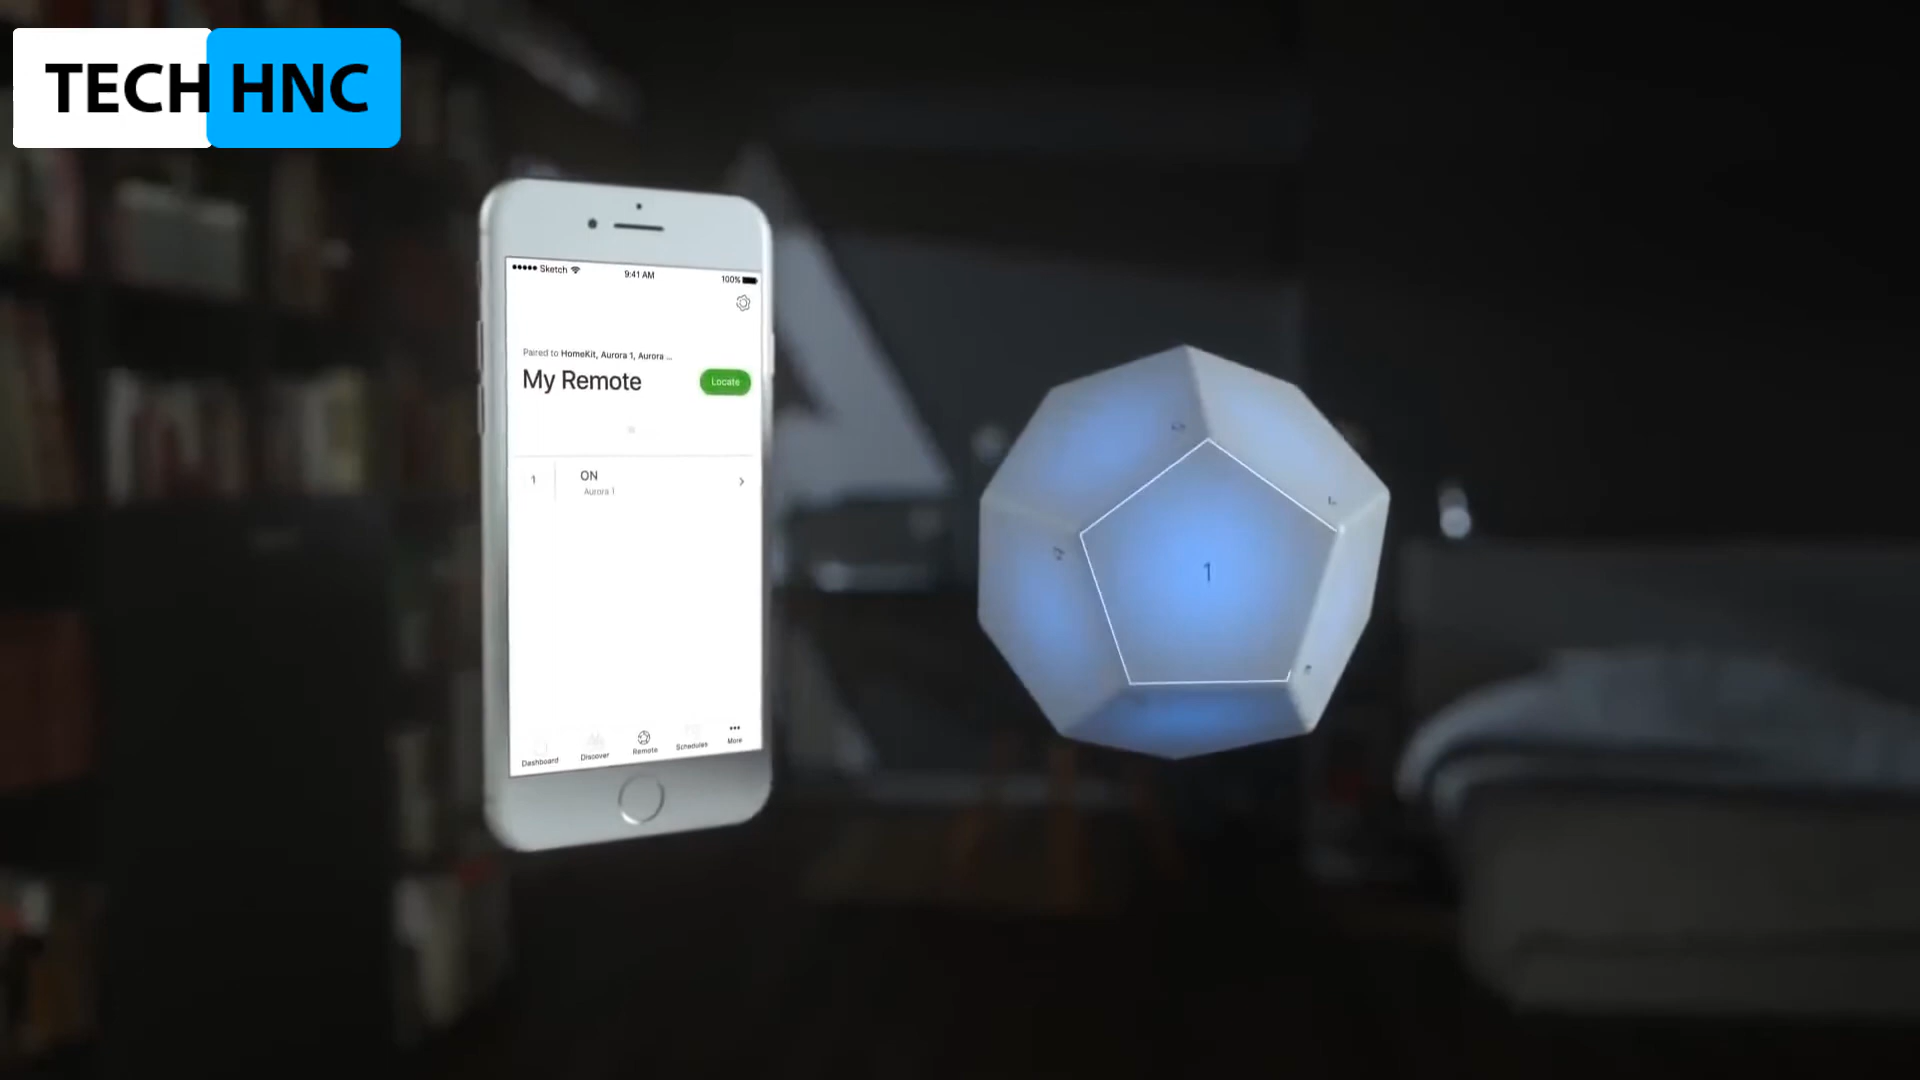 TECH HNC
Sketch 9:41 AM 100%
Paired to HomeKit, Aurora 1, Aurora ...
My Remote
Locate
1 ON
Aurora 1
Dashboard Discover Remote Schedules More
1